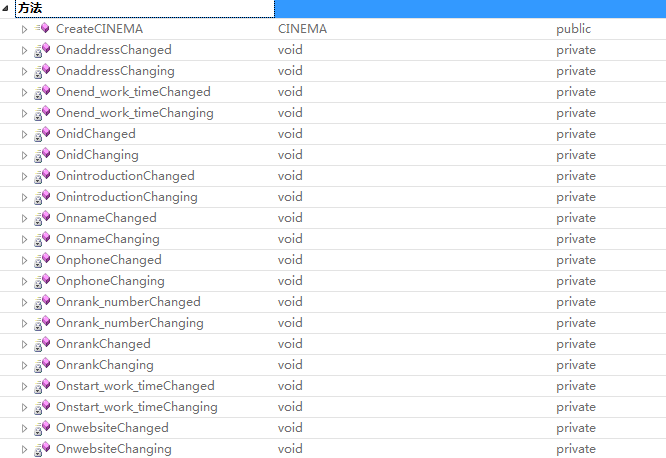 方法
CreateCINEMA CINEMA public
OnaddressChanged void private
OnaddressChanging void private
Onend_work_timeChanged void private
Onend_work_timeChanging void private
OnidChanged void private
OnidChanging void private
OnintroductionChanged void private
OnintroductionChanging void private
OnnameChanged void private
OnnameChanging void private
OnphoneChanged void private
OnphoneChanging void private
Onrank_numberChanged void private
Onrank_numberChanging void private
OnrankChanged void private
OnrankChanging void private
Onstart_work_timeChanged void private
Onstart_work_timeChanging void private
OnwebsiteChanged void private
OnwebsiteChanging void private